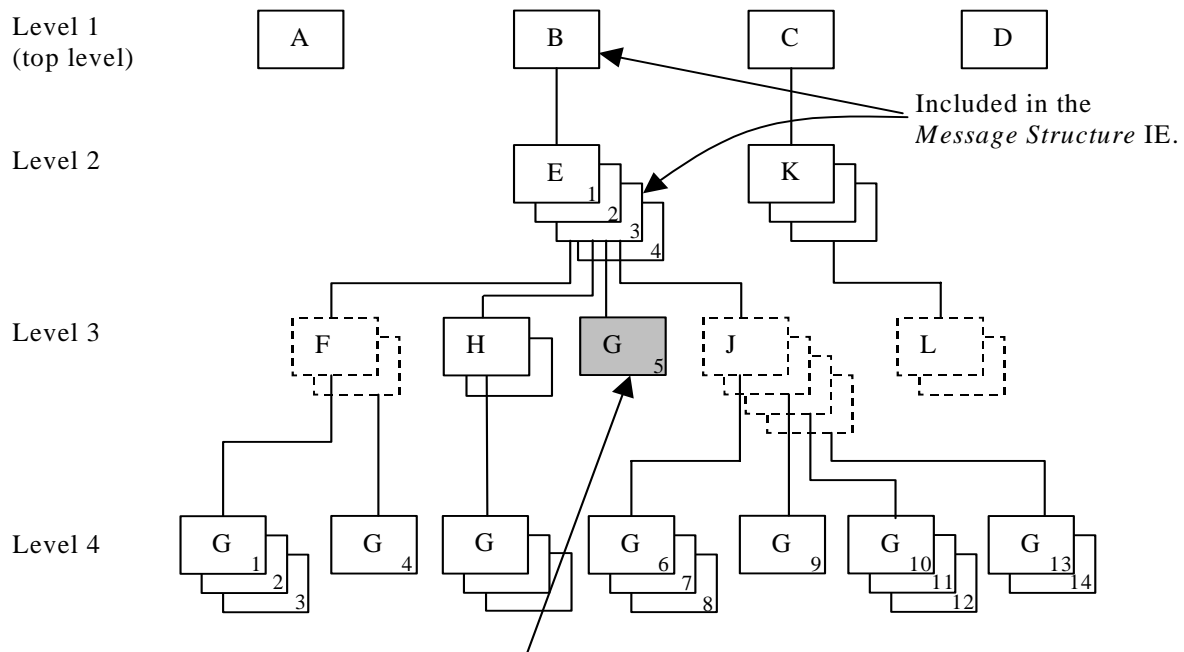 Level 1
(top level)
A
B
C
D
Included in the
Message Structure IE.
Level 2
E
1
2
3
4
K
Level 3
F
H
G
5
J
L
Level 4
G
1
2
3
G
4
G
G
6
7
8
G
9
G
10
11
12
G
13
14